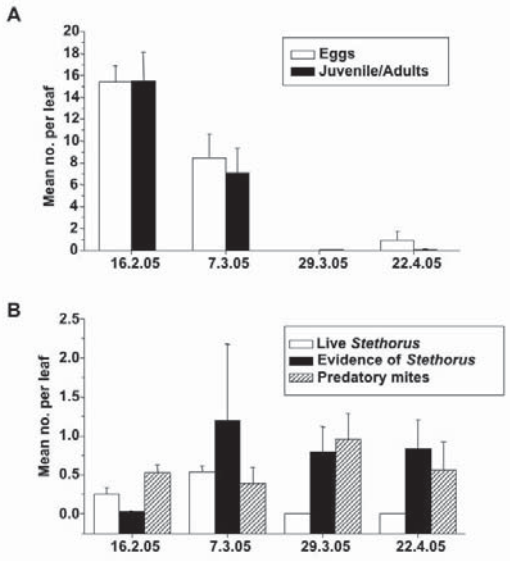 A
Mean no. per leaf
20
18
16
14
12
10
8
6
4
2
0
Eggs
Juvenile/Adults
16.2.05 7.3.05 29.3.05 22.4.05
B
Mean no. per leaf
2.5
2.0
1.5
1.0
0.5
0.0
Live Stethorus
Evidence of Stethorus
Predatory mites
16.2.05 7.3.05 29.3.05 22.4.05